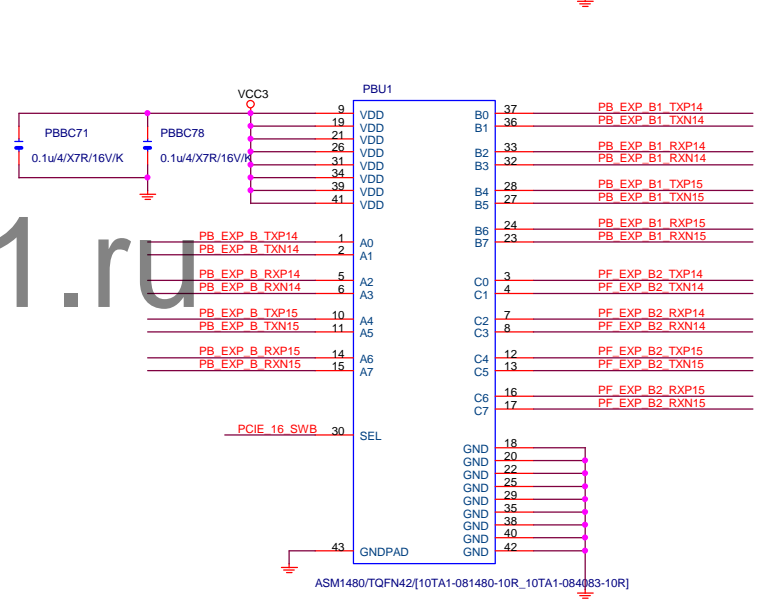 VCC3
PBU1
PBBC71
0.1u/4/X7R/16V/K
PBBC78
0.1u/4/X7R/16V/K
9 VDD
19 VDD
21 VDD
26 VDD
31 VDD
34 VDD
39 VDD
41 VDD
PB_EXP_B_TXP14 1 A0
PB_EXP_B_TXN14 2 A1
PB_EXP_B_RXP14 5 A2
PB_EXP_B_RXN14 6 A3
PB_EXP_B_TXP15 10 A4
PB_EXP_B_TXN15 11 A5
PB_EXP_B_RXP15 14 A6
PB_EXP_B_RXN15 15 A7
PCIE_16_SWB 30 SEL
43 GNDPAD
B0 37 PB_EXP_B1_TXP14
B1 36 PB_EXP_B1_TXN14
B2 33 PB_EXP_B1_RXP14
B3 32 PB_EXP_B1_RXN14
B4 28 PB_EXP_B1_TXP15
B5 27 PB_EXP_B1_TXN15
B6 24 PB_EXP_B1_RXP15
B7 23 PB_EXP_B1_RXN15
C0 3 PF_EXP_B2_TXP14
C1 4 PF_EXP_B2_TXN14
C2 7 PF_EXP_B2_RXP14
C3 8 PF_EXP_B2_RXN14
C4 12 PF_EXP_B2_TXP15
C5 13 PF_EXP_B2_TXN15
C6 16 PF_EXP_B2_RXP15
C7 17 PF_EXP_B2_RXN15
GND 18
GND 20
GND 22
GND 25
GND 29
GND 35
GND 38
GND 40
GND 42
ASM1480/TQFN42/[10TA1-081480-10R_10TA1-084083-10R]
1.ru